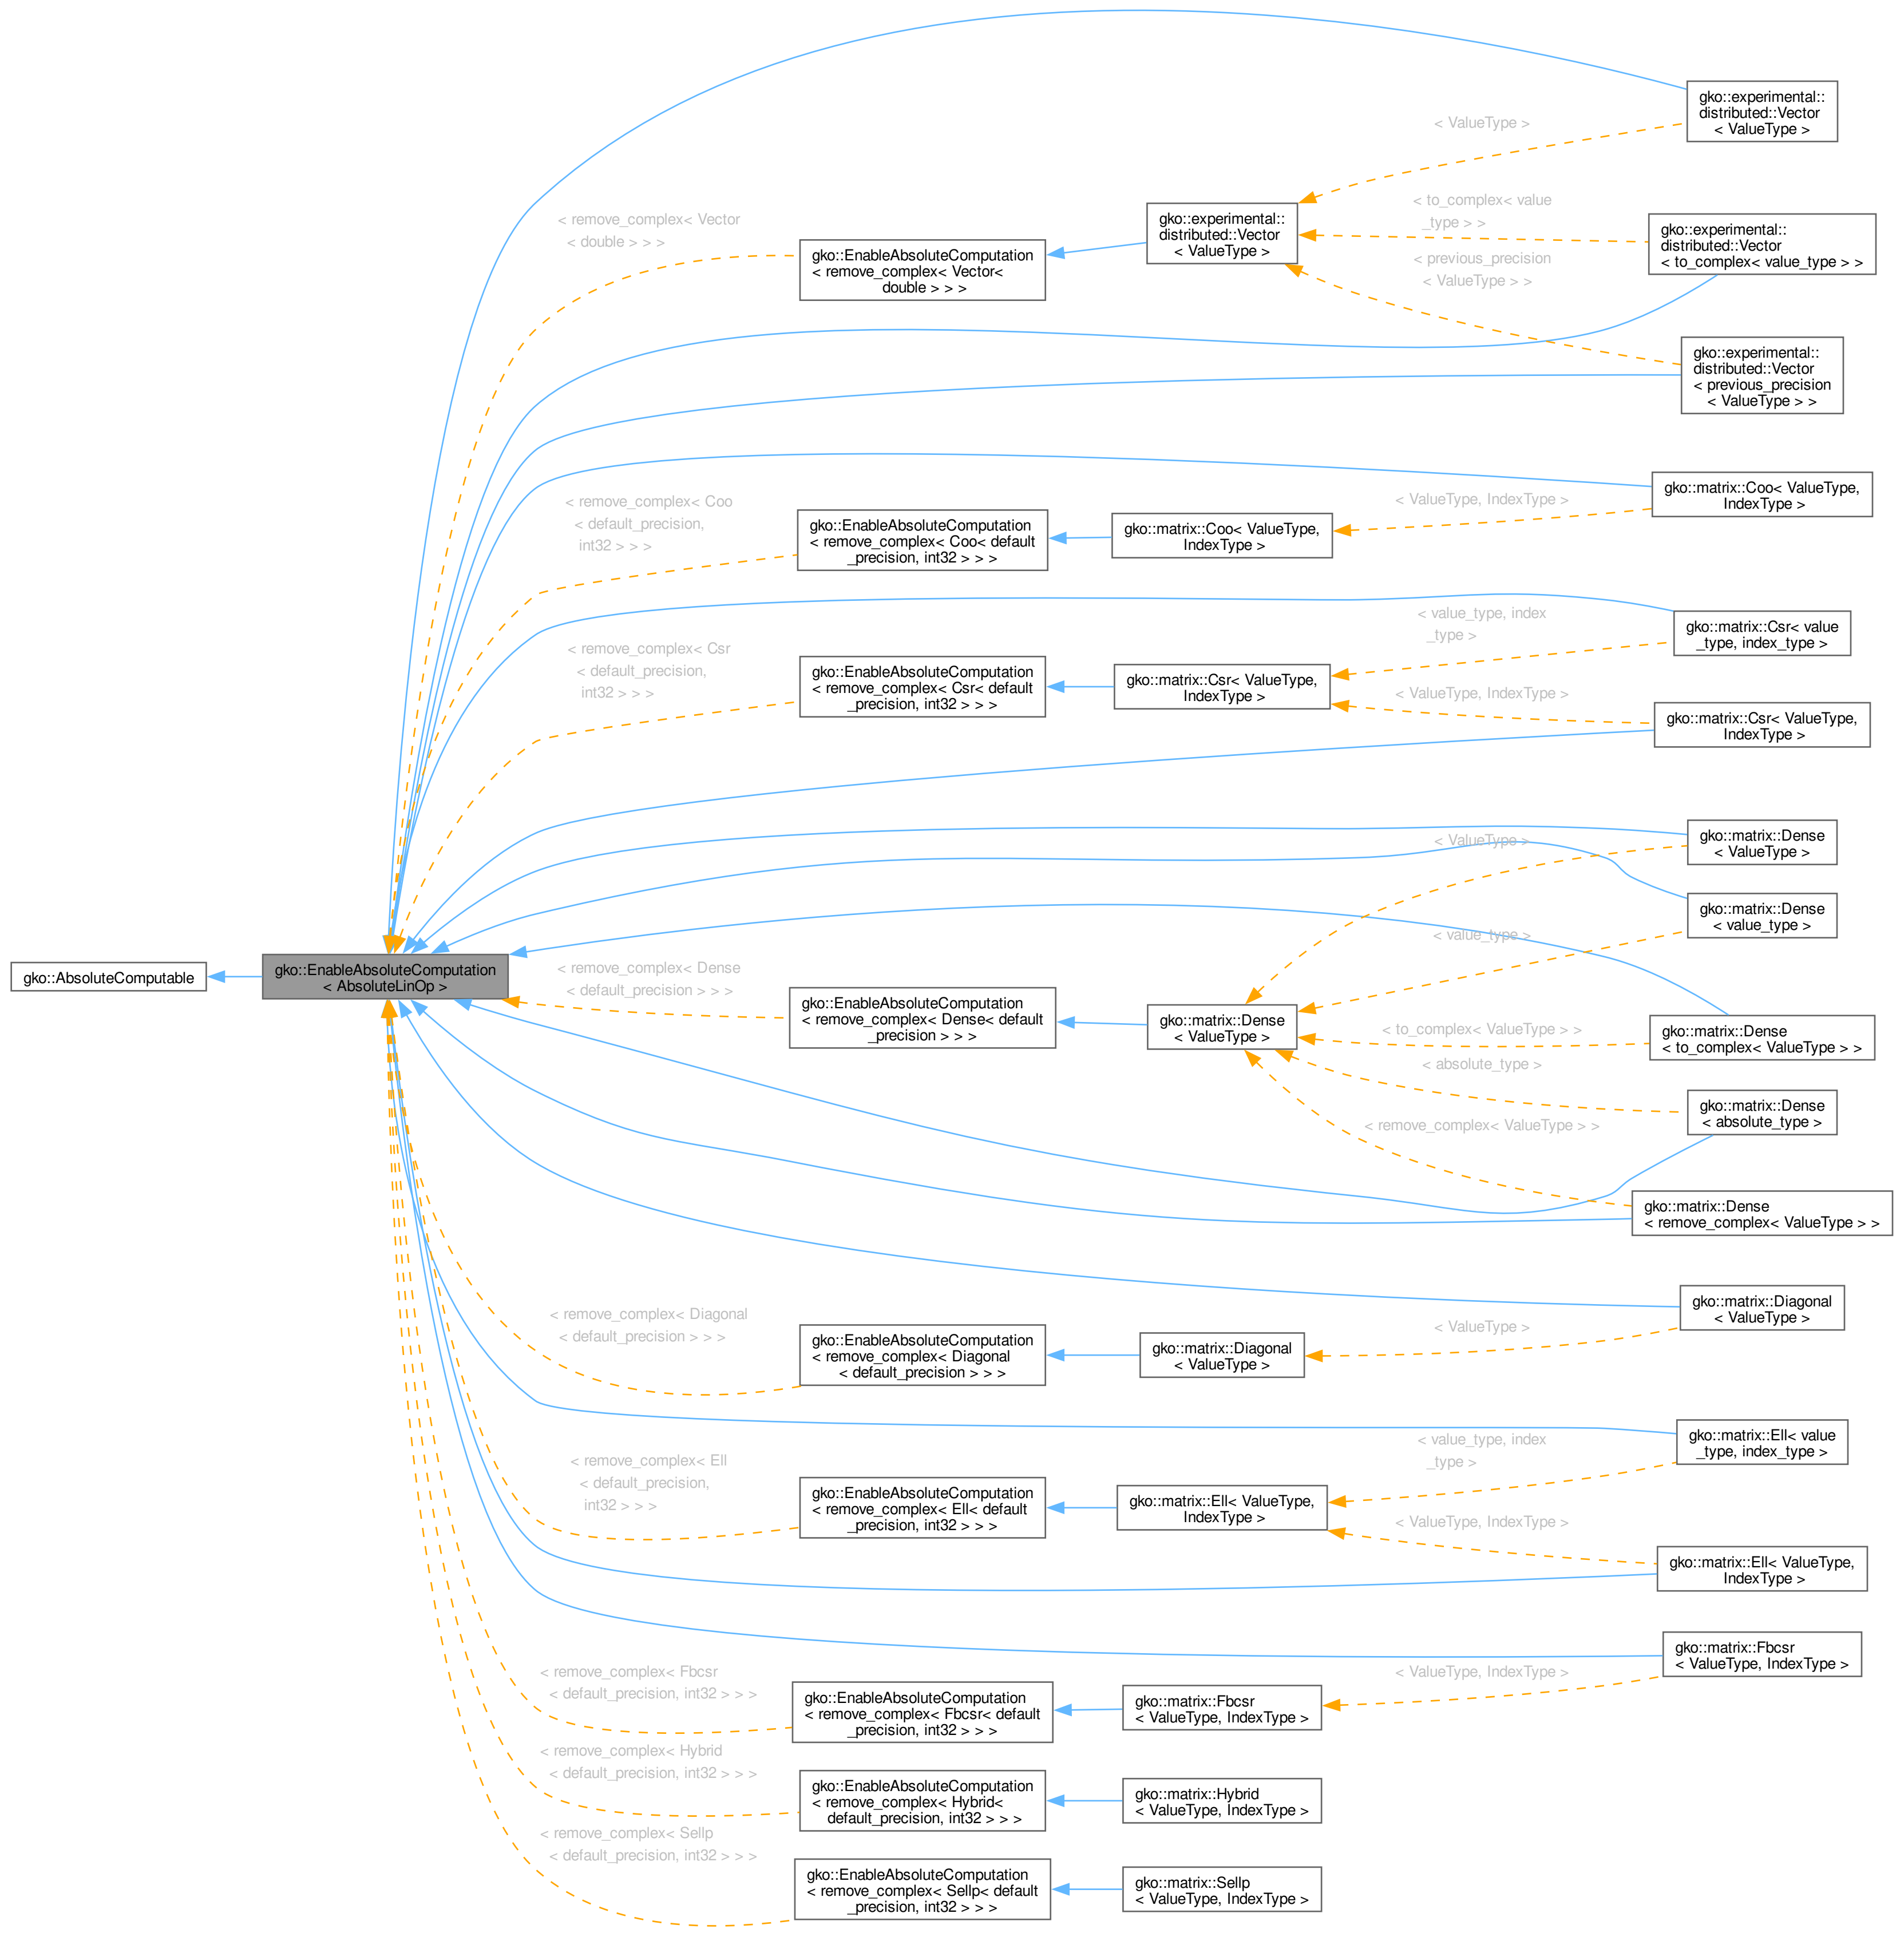 gko::AbsoluteComputable
gko::EnableAbsoluteComputation
< AbsoluteLinOp >
< remove_complex< Vector
< double > > >
gko::EnableAbsoluteComputation
< remove_complex< Vector<
double > > >
gko::experimental::
distributed::Vector
< ValueType >
< ValueType >
gko::experimental::
distributed::Vector
< ValueType >
< to_complex< value
_type > >
gko::experimental::
distributed::Vector
< to_complex< value_type > >
< previous_precision
< ValueType > >
gko::experimental::
distributed::Vector
< previous_precision
< ValueType > >
< remove_complex< Coo
< default_precision,
int32 > > >
gko::EnableAbsoluteComputation
< remove_complex< Coo< default
_precision, int32 > > >
gko::matrix::Coo< ValueType,
IndexType >
< ValueType, IndexType >
gko::matrix::Coo< ValueType,
IndexType >
< remove_complex< Csr
< default_precision,
int32 > > >
gko::EnableAbsoluteComputation
< remove_complex< Csr< default
_precision, int32 > > >
gko::matrix::Csr< ValueType,
IndexType >
< value_type, index
_type >
gko::matrix::Csr< value
_type, index_type >
< ValueType, IndexType >
gko::matrix::Csr< ValueType,
IndexType >
< remove_complex< Dense
< default_precision > > >
gko::EnableAbsoluteComputation
< remove_complex< Dense< default
_precision > > >
gko::matrix::Dense
< ValueType >
< ValueType >
gko::matrix::Dense
< ValueType >
< value_type >
gko::matrix::Dense
< value_type >
< to_complex< ValueType > >
gko::matrix::Dense
< to_complex< ValueType > >
< absolute_type >
gko::matrix::Dense
< absolute_type >
< remove_complex< ValueType > >
gko::matrix::Dense
< remove_complex< ValueType > >
< remove_complex< Diagonal
< default_precision > > >
gko::EnableAbsoluteComputation
< remove_complex< Diagonal
< default_precision > > >
gko::matrix::Diagonal
< ValueType >
< ValueType >
gko::matrix::Diagonal
< ValueType >
< remove_complex< Ell
< default_precision,
int32 > > >
gko::EnableAbsoluteComputation
< remove_complex< Ell< default
_precision, int32 > > >
gko::matrix::Ell< ValueType,
IndexType >
< value_type, index
_type >
gko::matrix::Ell< value
_type, index_type >
< ValueType, IndexType >
gko::matrix::Ell< ValueType,
IndexType >
< remove_complex< Fbcsr
< default_precision, int32 > > >
gko::EnableAbsoluteComputation
< remove_complex< Fbcsr< default
_precision, int32 > > >
gko::matrix::Fbcsr
< ValueType, IndexType >
< ValueType, IndexType >
gko::matrix::Fbcsr
< ValueType, IndexType >
< remove_complex< Hybrid
< default_precision, int32 > > >
gko::EnableAbsoluteComputation
< remove_complex< Hybrid<
default_precision, int32 > > >
gko::matrix::Hybrid
< ValueType, IndexType >
< remove_complex< Sellp
< default_precision, int32 > > >
gko::EnableAbsoluteComputation
< remove_complex< Sellp< default
_precision, int32 > > >
gko::matrix::Sellp
< ValueType, IndexType >